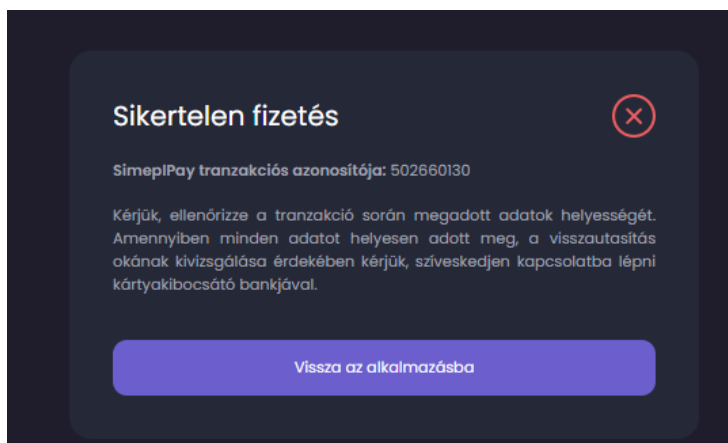 Sikertelen fizetés
SimeplPay tranzakciós azonosítója: 502660130
Kérjük, ellenőrizze a tranzakció során megadott adatok helyességét.
Amennyiben minden adatot helyesen adott meg, a visszautasítás
okának kivizsgálása érdekében kérjük, szíveskedjen kapcsolatba lépni
kártyakibocsátó bankjával.
Vissza az alkalmazásba